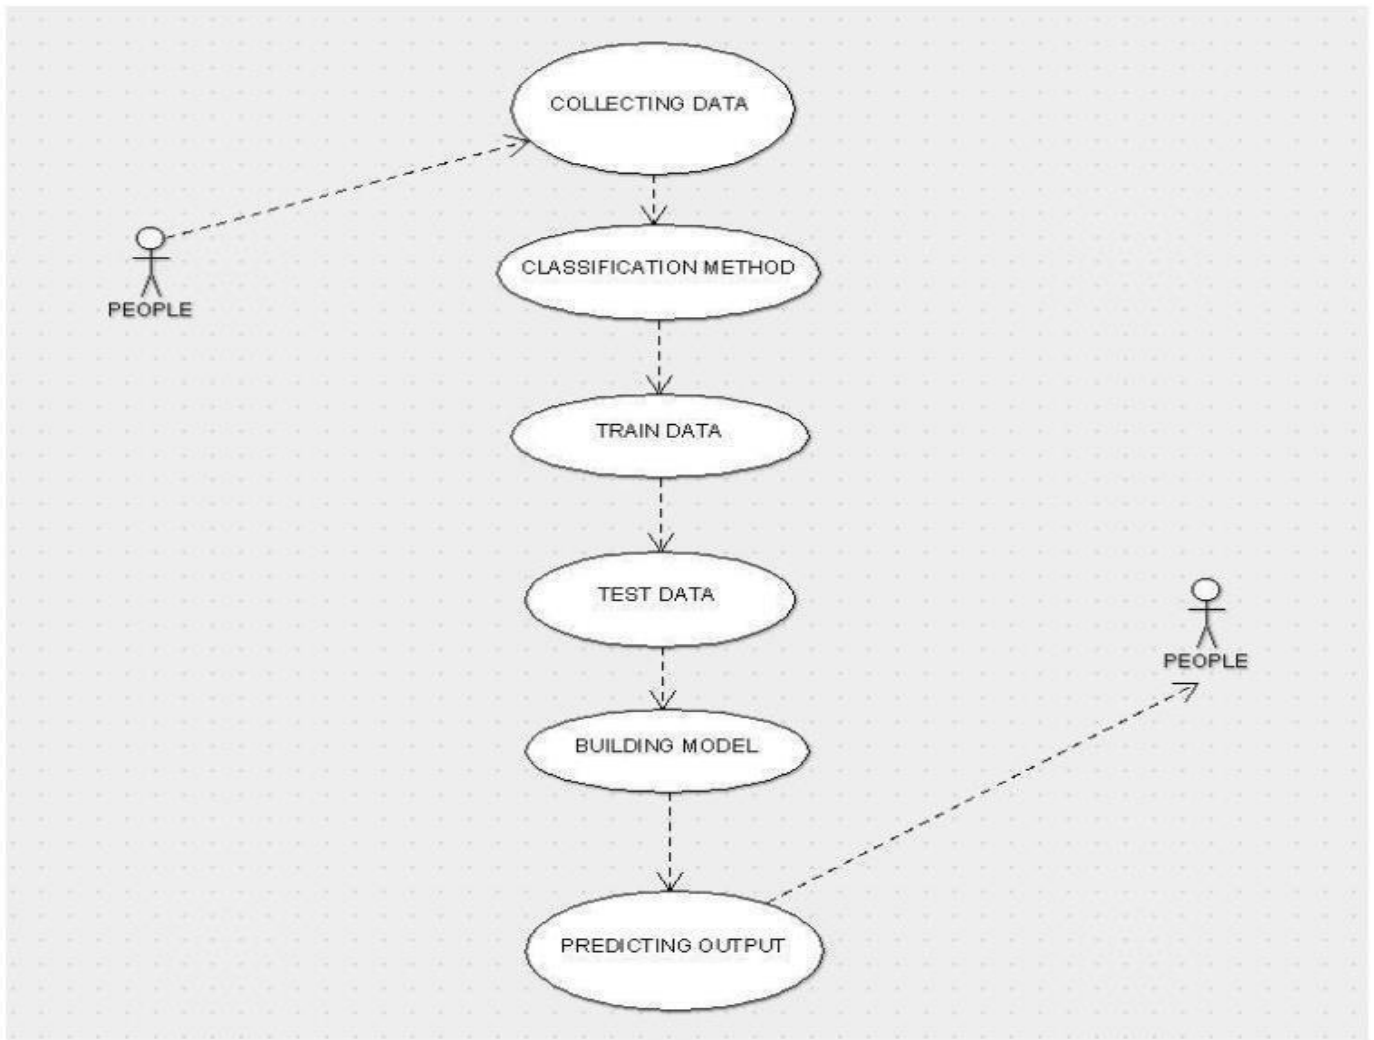 COLLECTING DATA
CLASSIFICATION METHOD
PEOPLE
TRAIN DATA
TEST DATA
PEOPLE
BUILDING MODEL
PREDICTING OUTPUT